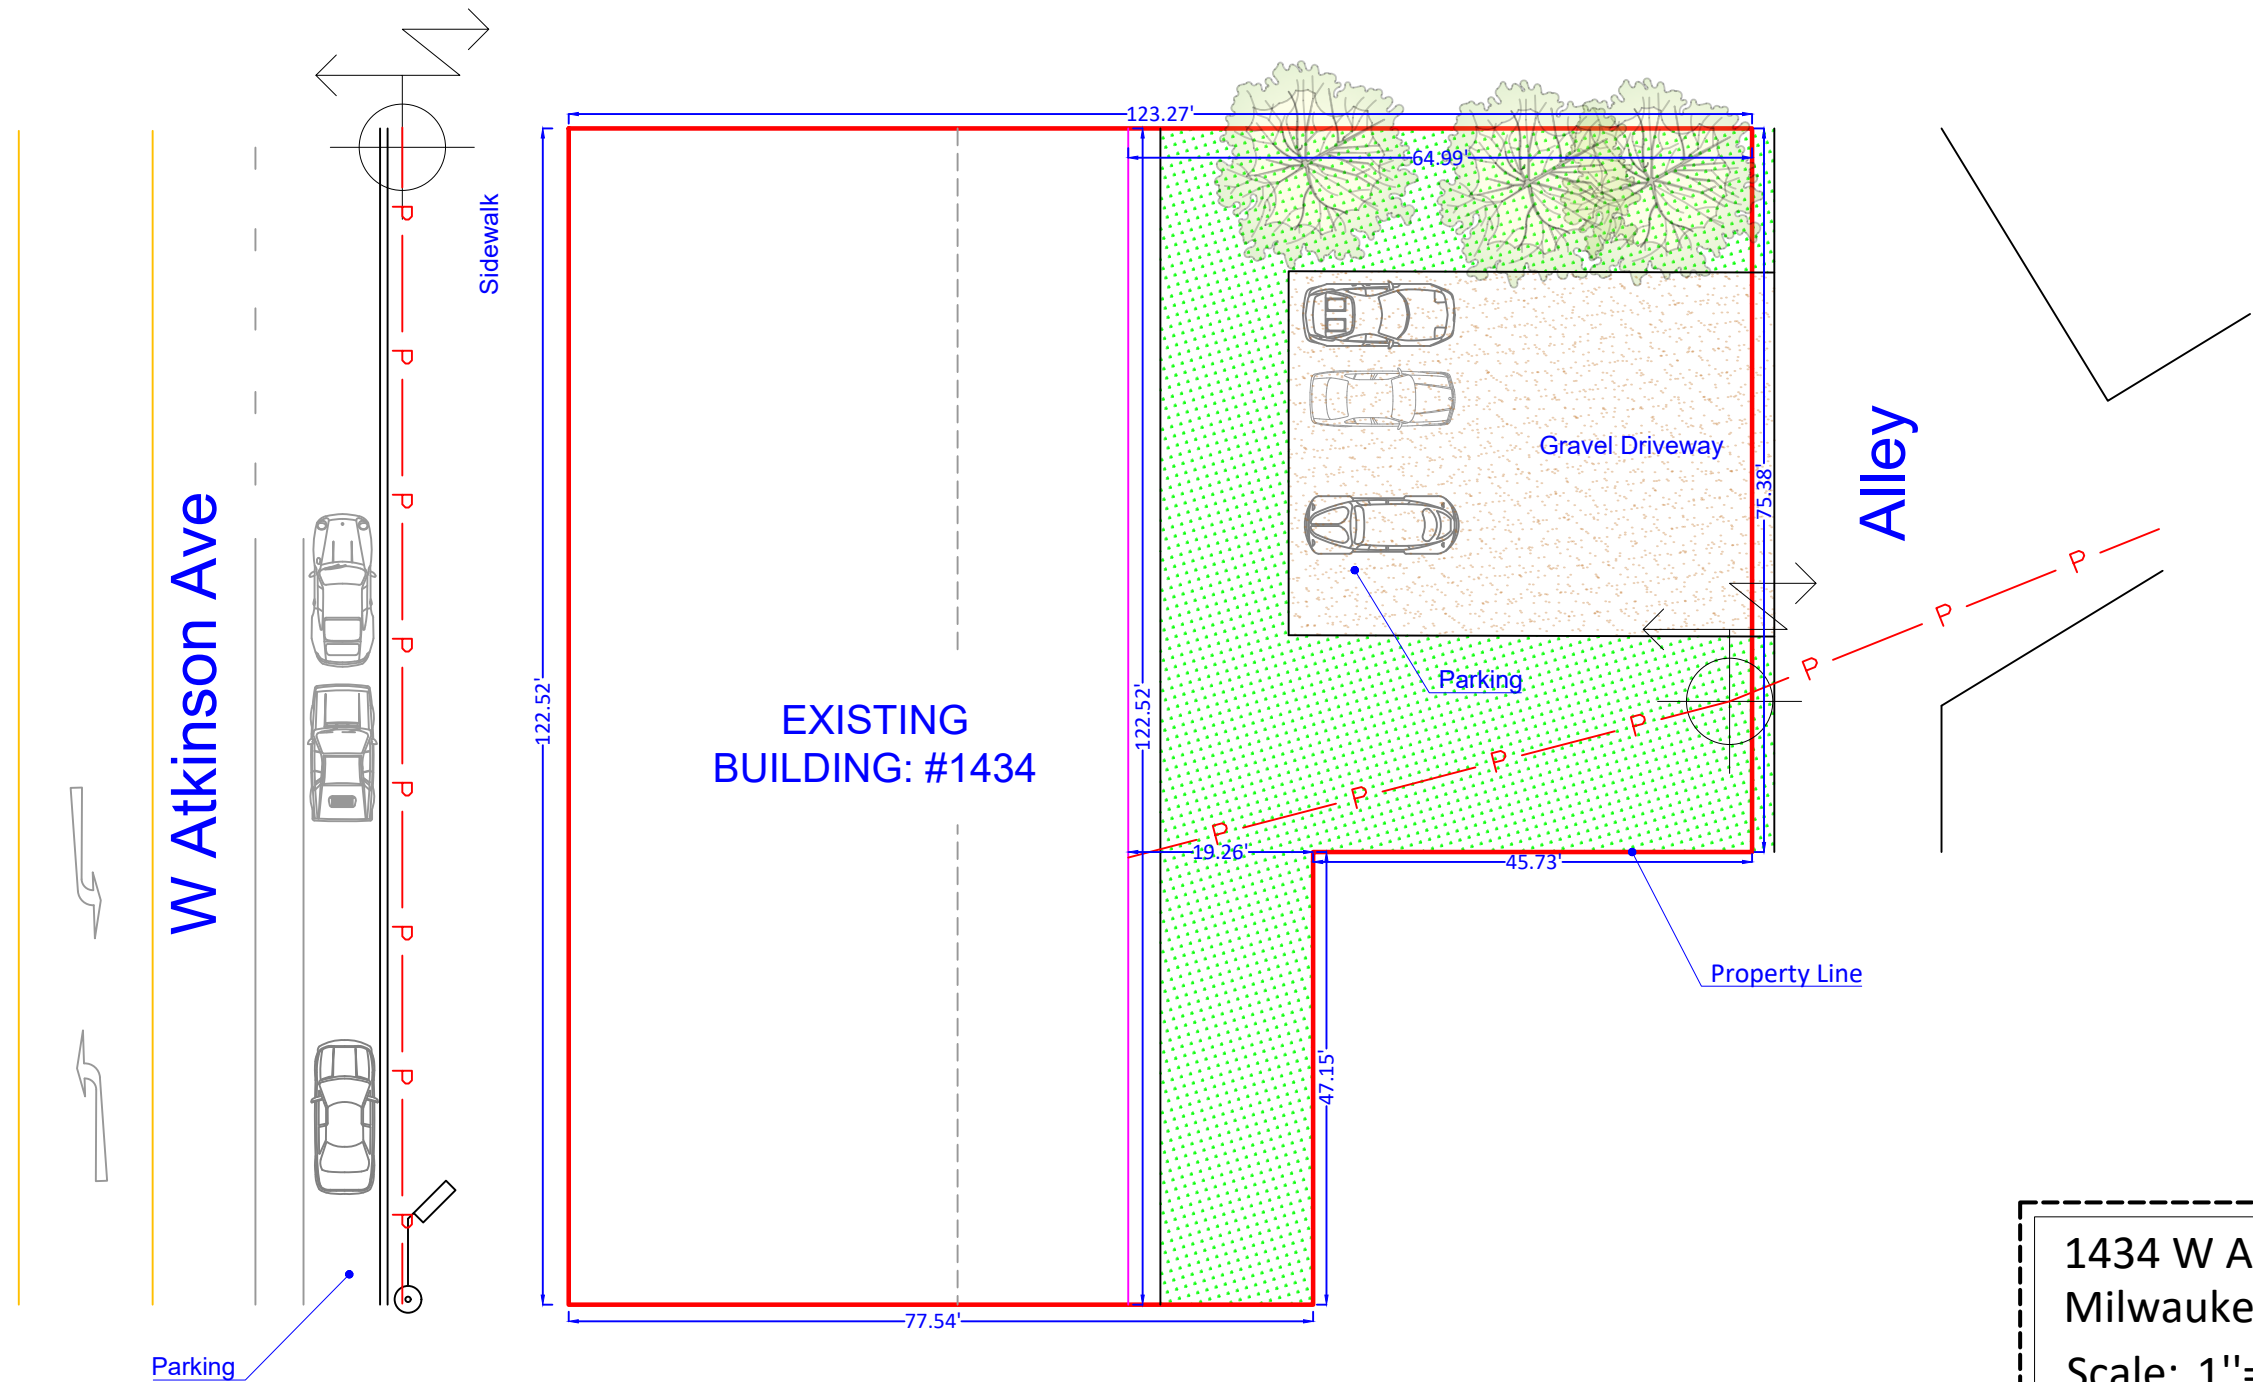 123.27'
64.99'
Sidewalk
P
P
P
P
P
P
P
P
W Atkinson Ave
Gravel Driveway
75.38'
Alley
P
P
P
P
P
P
P
Parking
122.52'
122.52'
EXISTING
BUILDING: #1434
19.26'
45.73'
Property Line
47.15'
77.54'
Parking
1434 W A
Milwauke
Scale: 1"=